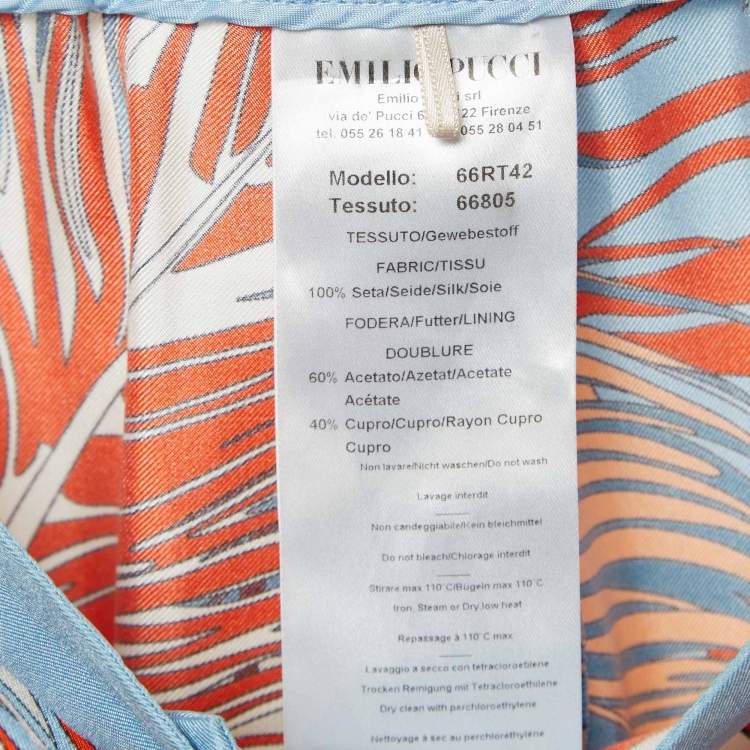 EMILIO PUCCI
Emilio srl
via de' Pucci 22 Firenze
tel. 055 26 18 41 055 28 04 51
Modello: 66RT42
Tessuto: 66805
TESSUTO/Gewebestoff
FABRIC/TISSU
100% Seta/Seide/Silk/Soie
FODERA/Futter/LINING
DOUBLURE
60% Acetato/Azetat/Acetate
Acétate
40% Cupro/Cupro/Rayon Cupro
Cupro
Non lavare/Nicht waschen/Do not wash
Lavage interdit
Non candeggiabile/Kein bleichmittel
Do not bleach/Chlorage interdit
Stirare max 110°C/Bügeln max 110°C
Iron, Steam or Dry low heat
Repassage à 110°C max
Lavaggio a secco con tetracloroetilene
Trocken Reinigung mit Tetracloroethilene
Dry clean with perchloroethylene
Nettoyage à sec au perchloréthylène